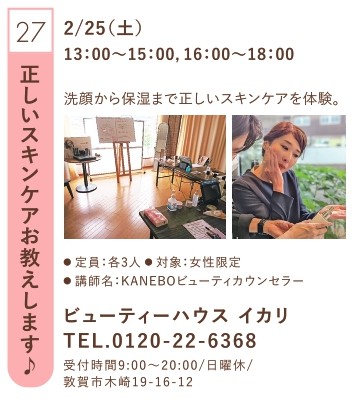 27
正しいスキンケアお教えします♪
2/25(土)
13:00〜15:00, 16:00〜18:00
洗顔から保湿まで正しいスキンケアを体験。
● 定員:各3人 ● 対象:女性限定
● 講師名:KANEBOビューティカウンセラー
ビューティーハウス イカリ
TEL.0120-22-6368
受付時間9:00〜20:00/日曜休/
敦賀市木崎19-16-12